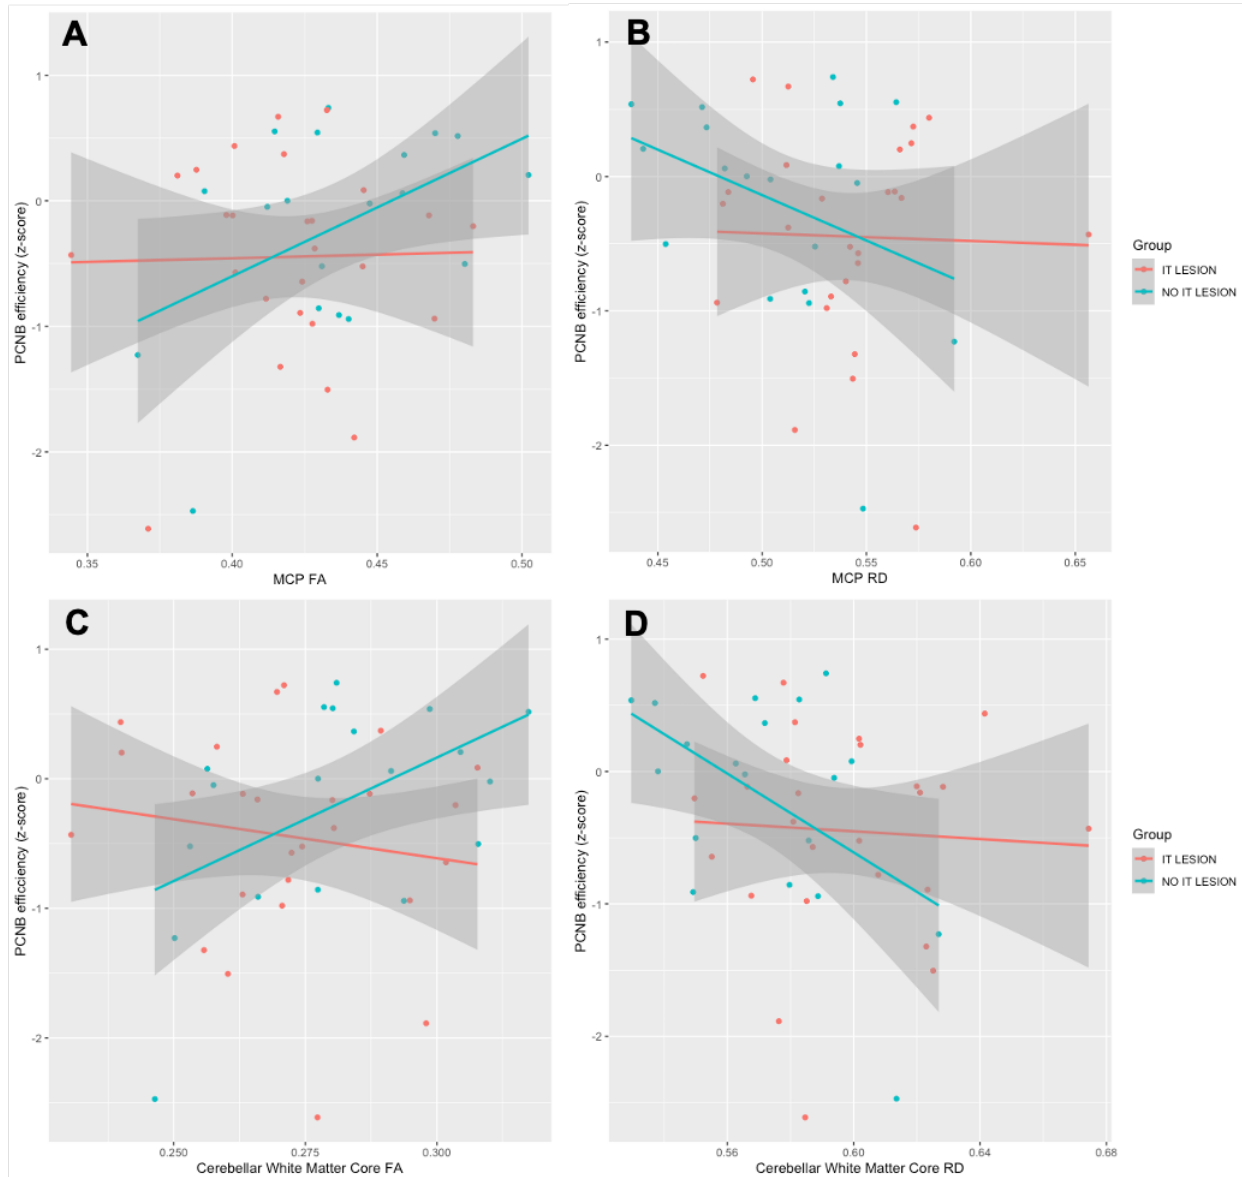 A
PCNB efficiency (z-score)
1
0
-1
-2
0.35 0.40 0.45 0.50
MCP FA
B
PCNB efficiency (z-score)
1
0
-1
-2
0.45 0.50 0.55 0.60 0.65
MCP RD
Group
IT LESION
NO IT LESION
C
PCNB efficiency (z-score)
1
0
-1
-2
0.250 0.275 0.300
Cerebellar White Matter Core FA
D
PCNB efficiency (z-score)
1
0
-1
-2
0.56 0.60 0.64 0.68
Cerebellar White Matter Core RD
Group
IT LESION
NO IT LESION